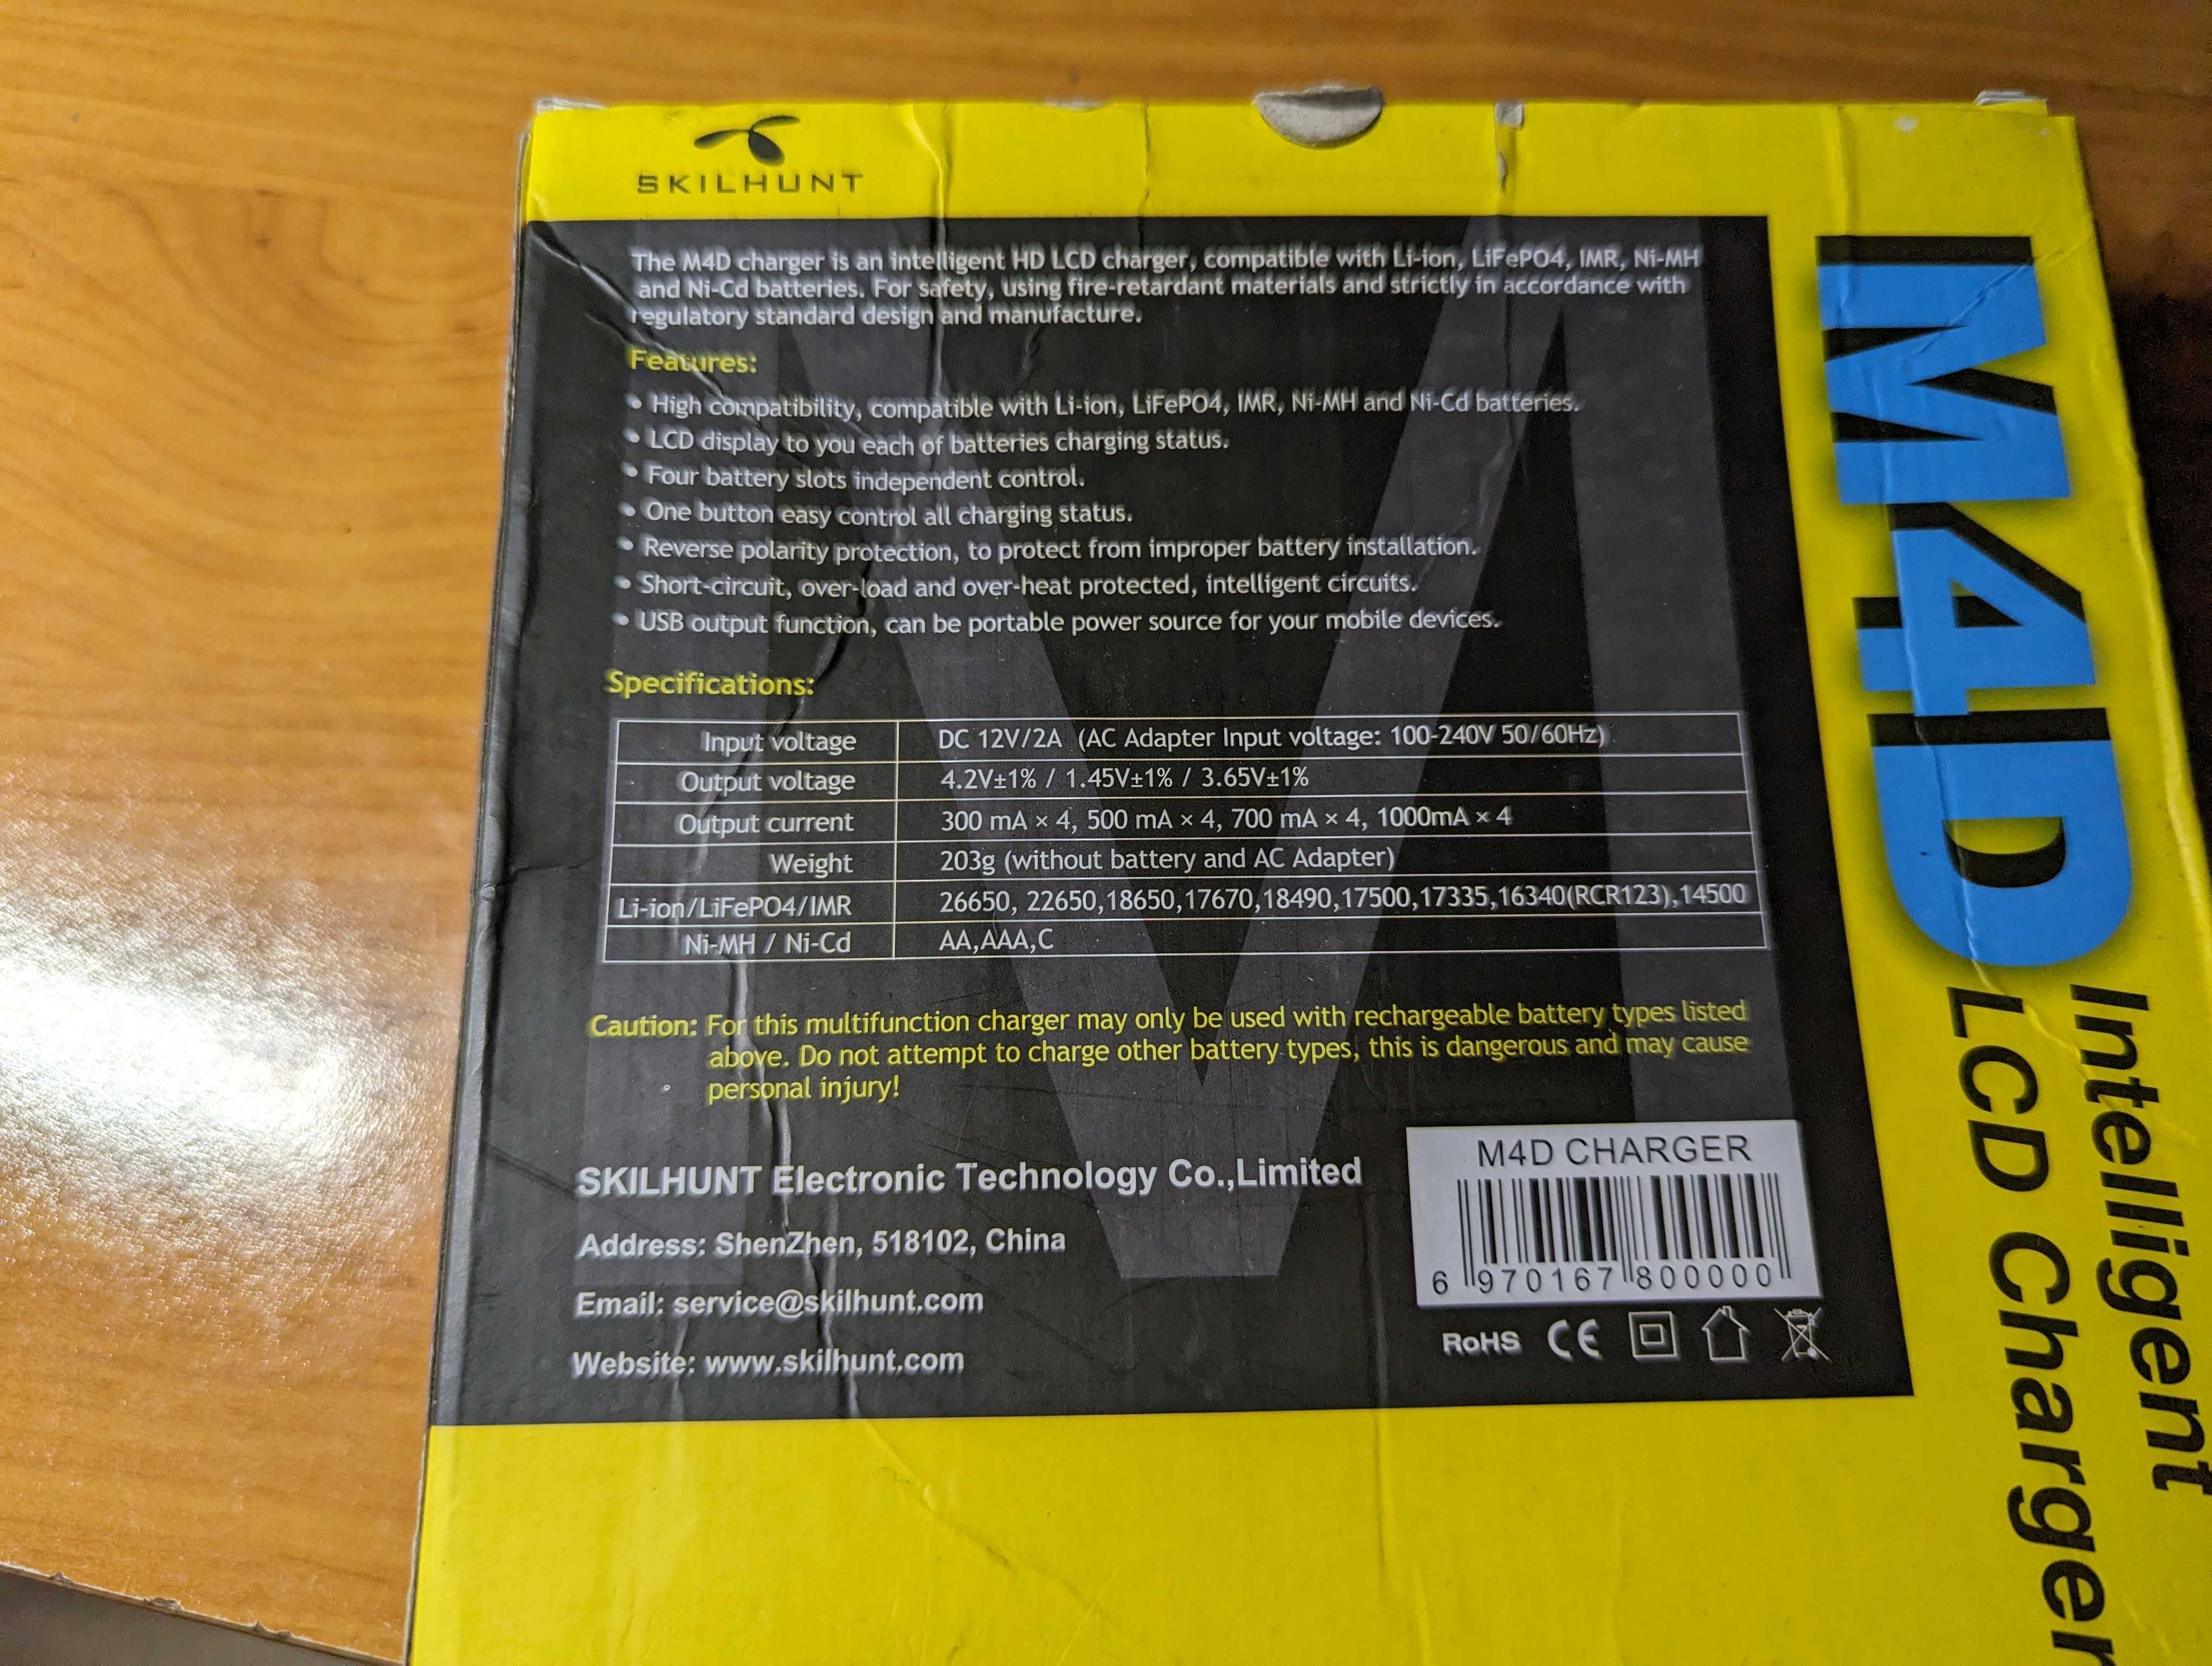 SKILHUNT
The M4D charger is an intelligent HD LCD charger, compatible with Li-ion, LiFePO4, IMR, Ni-MH
and Ni-Cd batteries. For safety, using fire-retardant materials and strictly in accordance with
regulatory standard design and manufacture.
Features:
• High compatibility, compatible with Li-ion, LiFePO4, IMR, Ni-MH and Ni-Cd batteries.
• LCD display to you each of batteries charging status.
• Four battery slots independent control.
• One button easy control all charging status.
• Reverse polarity protection, to protect from improper battery installation.
• Short-circuit, over-load and over-heat protected, intelligent circuits.
• USB output function, can be portable power source for your mobile devices.
Specifications:
Input voltage DC 12V/2A (AC Adapter Input voltage: 100-240V 50/60Hz)
Output voltage 4.2V±1% / 1.45V±1% / 3.65V±1%
Output current 300 mA × 4, 500 mA × 4, 700 mA × 4, 1000mA × 4
Weight 203g (without battery and AC Adapter)
Li-ion/LiFePO4/IMR 26650, 22650,18650,17670,18490,17500,17335,16340(RCR123),14500
Ni-MH / Ni-Cd AA,AAA,C
Caution: For this multifunction charger may only be used with rechargeable battery types listed
above. Do not attempt to charge other battery types, this is dangerous and may cause
personal injury!
SKILHUNT Electronic Technology Co.,Limited
Address: ShenZhen, 518102, China
Email: service@skilhunt.com
Website: www.skilhunt.com
M4D CHARGER
6 970167 800000
RoHS CE
M4D
Intelligent
LCD Charger